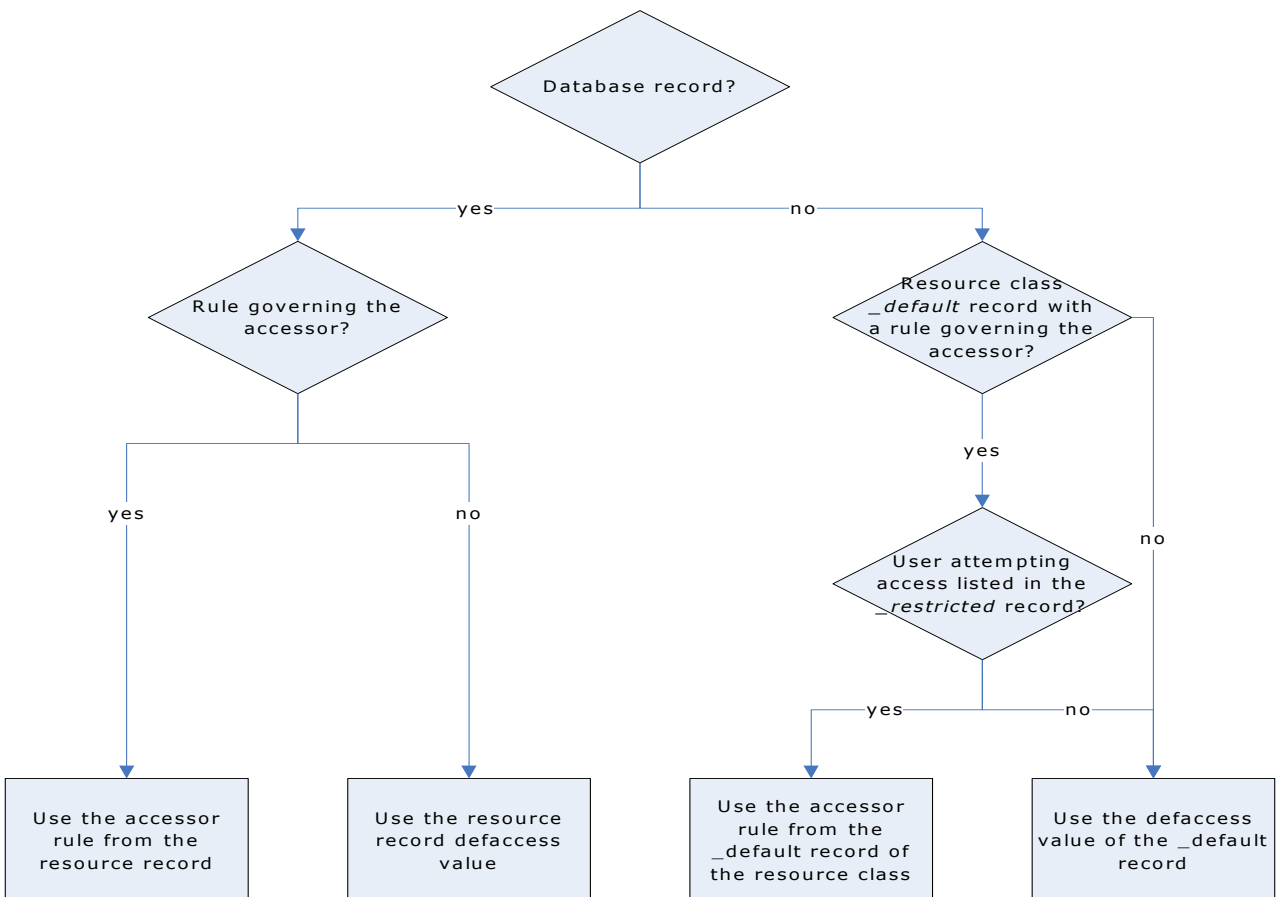 Database record?
yes
no
Rule governing the
accessor?
Resource class
_default record with
a rule governing the
accessor?
yes
yes
no
no
User attempting
access listed in the
_restricted record?
yes
no
Use the accessor
rule from the
resource record
Use the resource
record defaccess
value
Use the accessor
rule from the
_default record of
the resource class
Use the defaccess
value of the _default
record